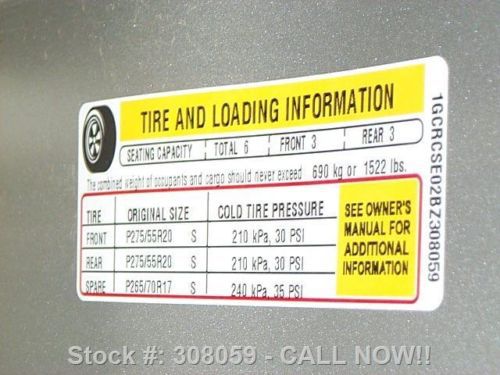 TIRE AND LOADING INFORMATION
SEATING CAPACITY TOTAL 6 FRONT 3 REAR 3
The combined weight of occupants and cargo should never exceed 690 kg or 1522 lbs.
TIRE ORIGINAL SIZE COLD TIRE PRESSURE
FRONT P275/55R20 S 210 kPa, 30 PSI
REAR P275/55R20 S 210 kPa, 30 PSI
SPARE P265/70R17 S 240 kPa, 35 PSI
SEE OWNER'S
MANUAL FOR
ADDITIONAL
INFORMATION
1GCRCSE02BZ308059
Stock #: 308059 - CALL NOW!!